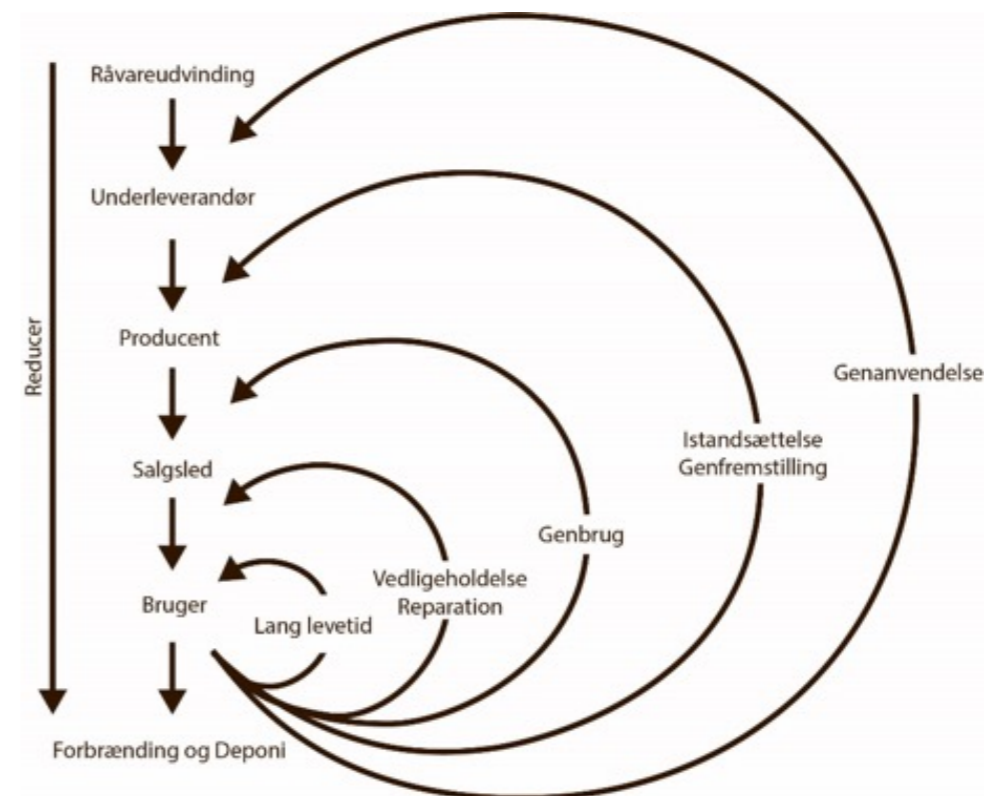 Råvareudvinding
Underleverandør
Reducer
Producent
Genanvendelse
Istandsættelse
Genfremstilling
Salgsled
Genbrug
Vedligeholdelse
Reparation
Bruger
Lang levetid
Forbrænding og Deponi